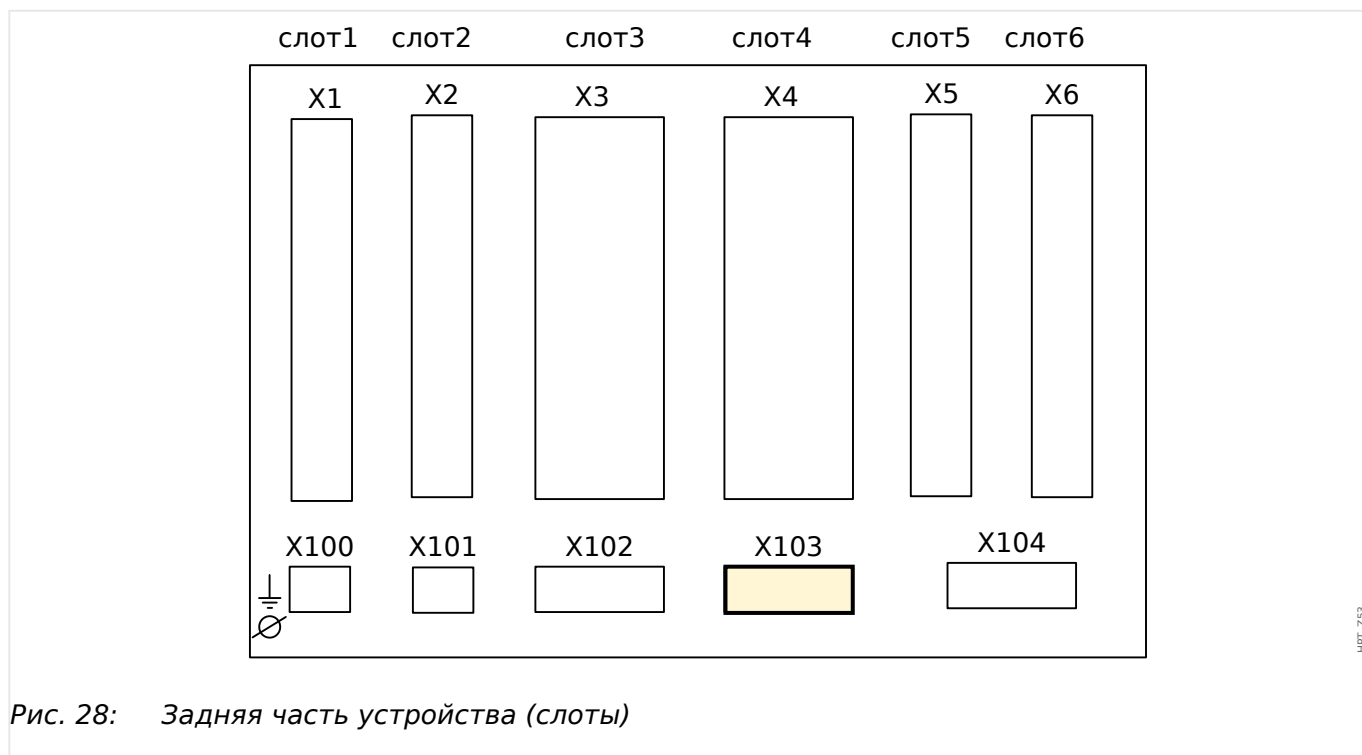 слот1 слот2 слот3 слот4 слот5 слот6
X1 X2 X3 X4 X5 X6
X100 X101 X102 X103 X104
HPT_Z53
Рис. 28: Задняя часть устройства (слоты)